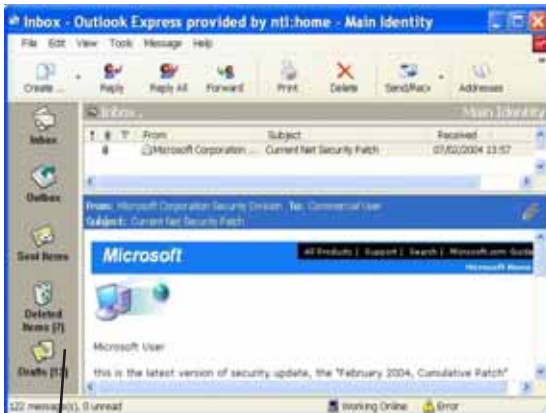 Inbox - Outlook Express provided by ntl:home - Main Identity
File Edit View Tools Message Help
Create ... Reply Reply All Forward Print Delete Send/Recv Addresses
Inbox Main Identity
! From Subject Received
Microsoft Corporation ... Current Net Security Patch 07/02/2004 13:57
From: Microsoft Corporation Security Division To: Commercial User
Subject: Current Net Security Patch
Inbox
Outbox
Sent Items
Deleted Items (7)
Drafts
Microsoft
All Products | Support | Search | Microsoft.com Guide
Microsoft Home
Microsoft User
this is the latest version of security update, the "February 2004, Cumulative Patch"
122 message(s), 0 unread Working Online Error